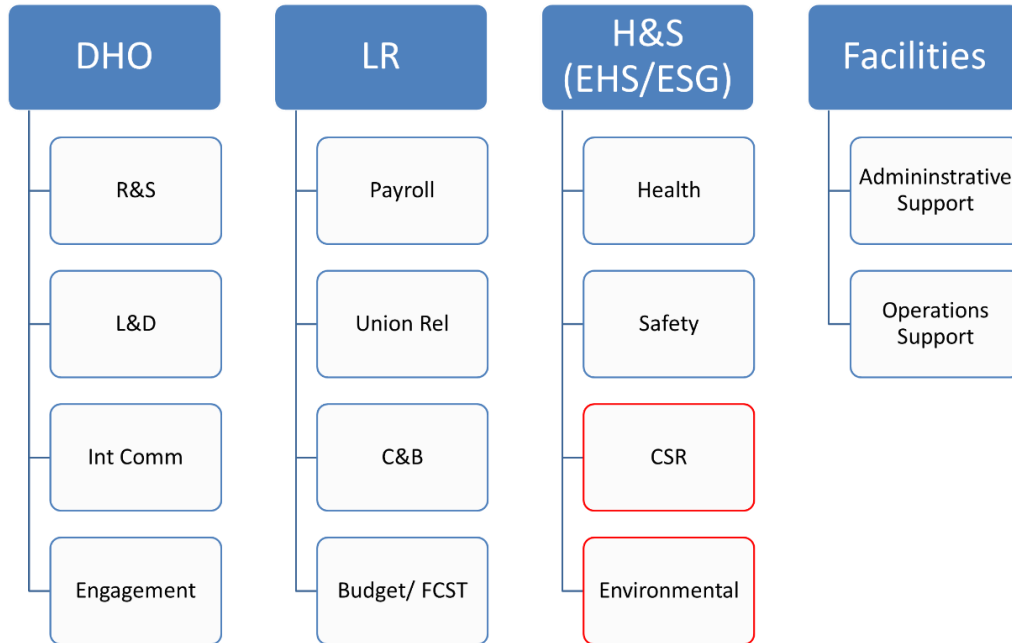 DHO
R&S
L&D
Int Comm
Engagement
LR
Payroll
Union Rel
C&B
Budget/ FCST
H&S
(EHS/ESG)
Health
Safety
CSR
Environmental
Facilities
Admininstrative
Support
Operations
Support